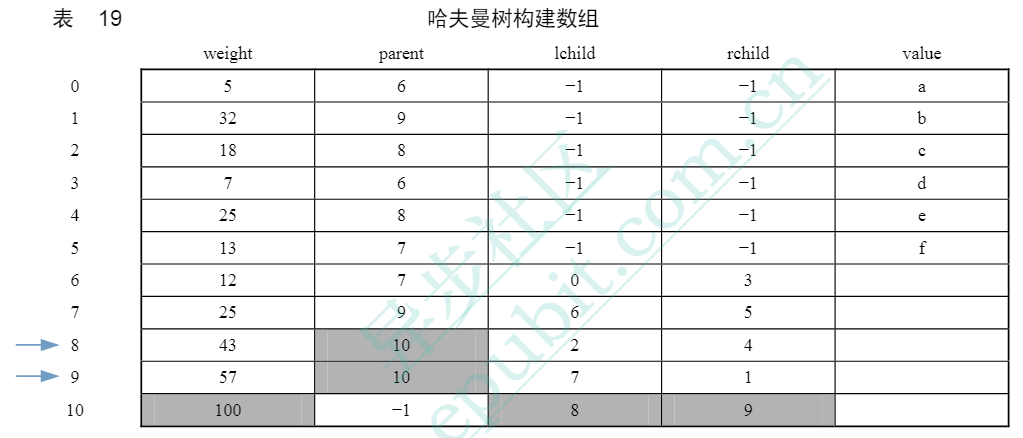 表 19 哈夫曼树构建数组
weight parent lchild rchild value
0 5 6 −1 −1 a
1 32 9 −1 −1 b
2 18 8 −1 −1 c
3 7 6 −1 −1 d
4 25 8 −1 −1 e
5 13 7 −1 −1 f
6 12 7 0 3
7 25 9 6 5
8 43 10 2 4
9 57 10 7 1
10 100 −1 8 9
异步社区
epubit.com.cn